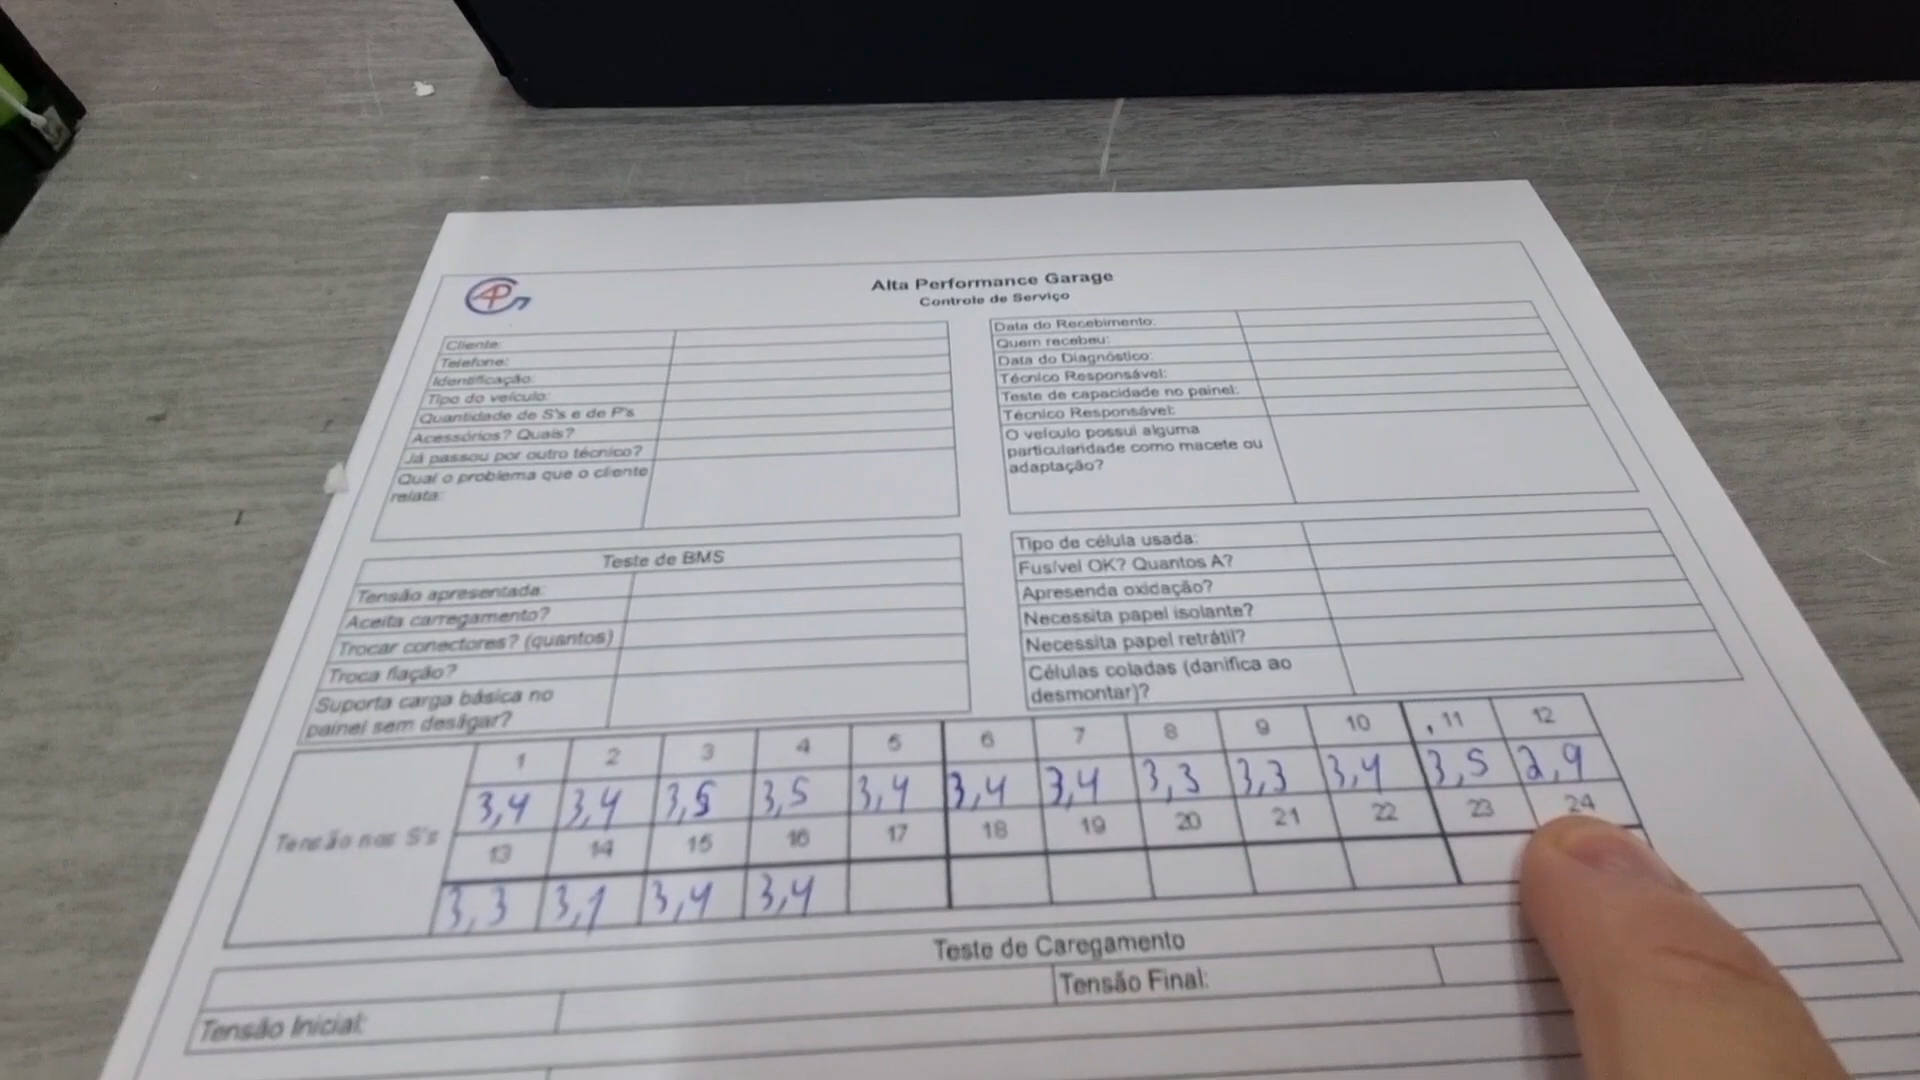 AP
Alta Performance Garage
Controle de Serviço
Cliente:
Telefone:
Identificação:
Tipo do veículo:
Quantidade de S's e de P's
Acessórios? Quais?
Já passou por outro técnico?
Qual o problema que o cliente
relata:
Data do Recebimento:
Quem recebeu:
Data do Diagnóstico:
Técnico Responsável:
Teste de capacidade no painel:
Técnico Responsável:
O veículo possui alguma
particularidade como macete ou
adaptação?
Teste de BMS
Tensão apresentada:
Aceita carregamento?
Trocar conectores? (quantos)
Troca fiação?
Suporta carga básica no
painel sem deságar?
Tipo de célula usada:
Fusível OK? Quantos A?
Apresenda oxidação?
Necessita papel isolante?
Necessita papel retrátil?
Células coladas (danifica ao
desmontar)?
1 2 3 4 5 6 7 8 9 10 11 12
3,4 3,4 3,5 3,5 3,4 3,4 3,4 3,3 3,3 3,4 3,5 2,9
Tensão nos S's
13 14 15 16 17 18 19 20 21 22 23 24
3,3 3,1 3,4 3,4
Teste de Caregamento
Tensão Inicial:
Tensão Final: